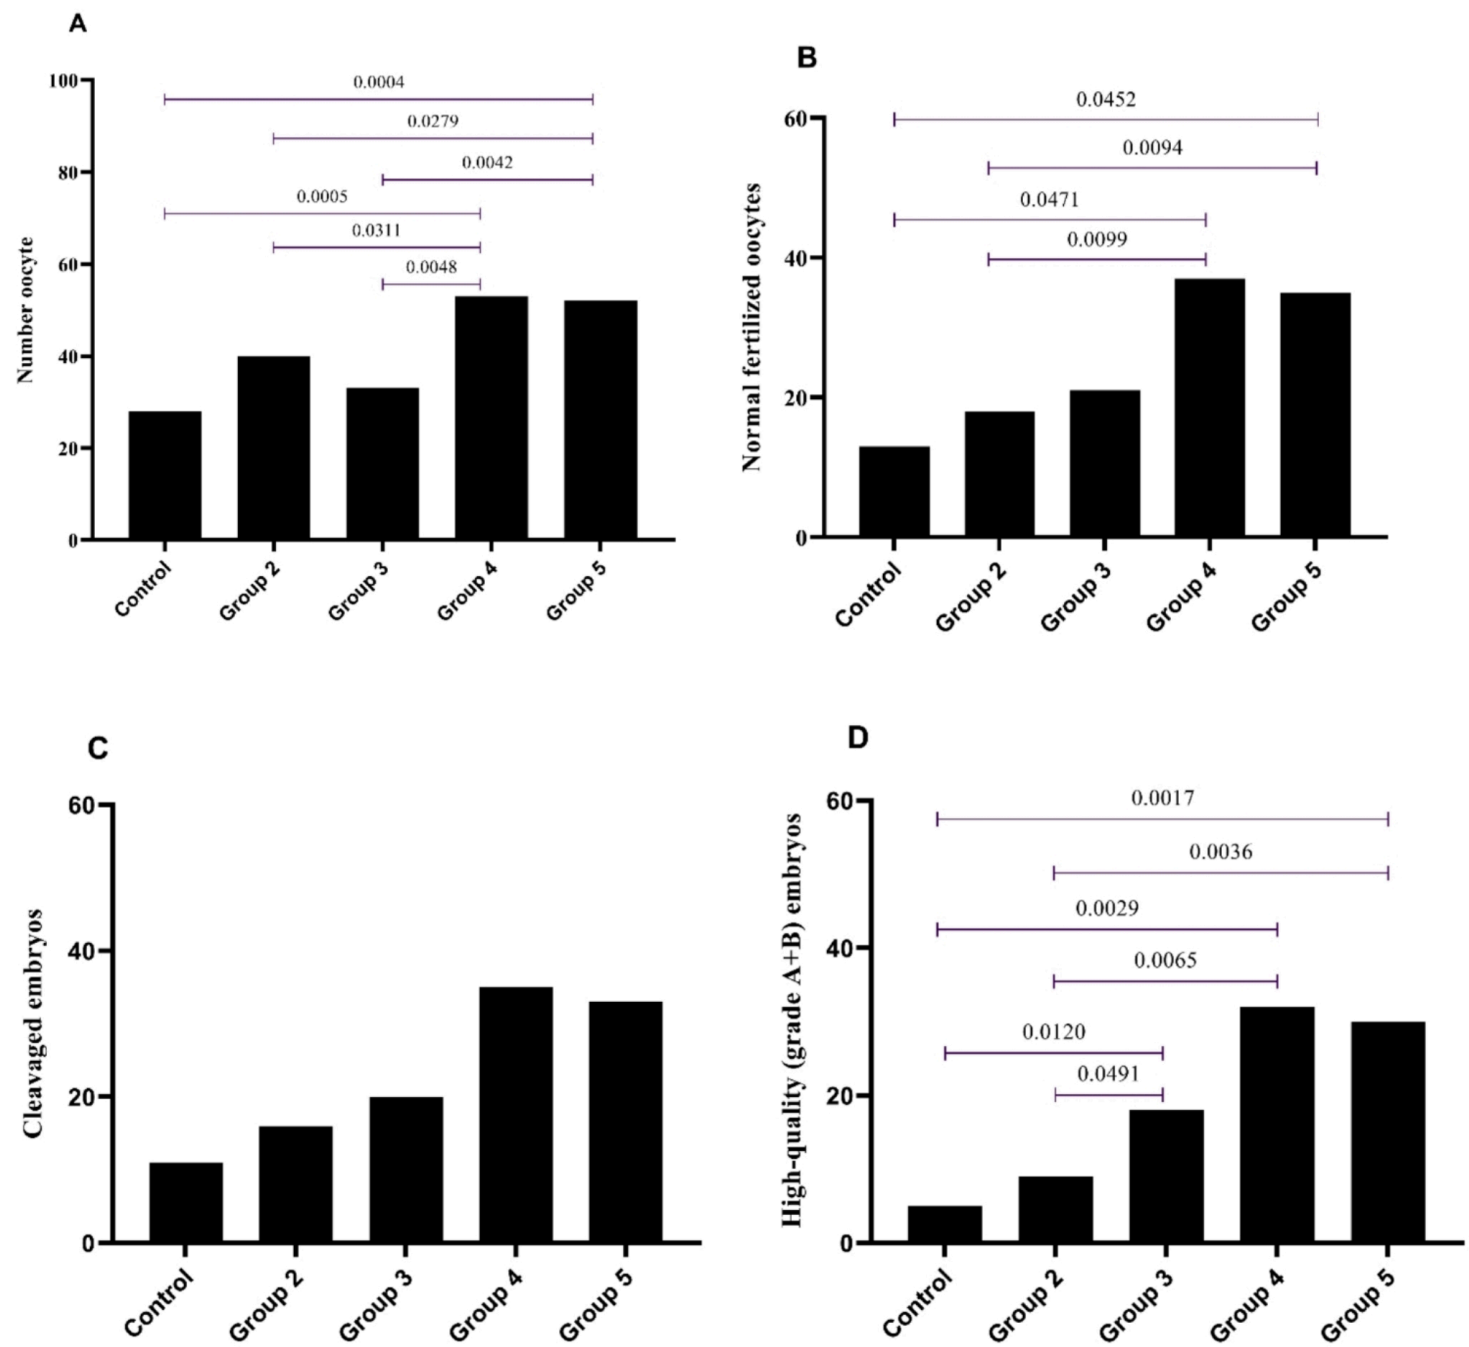 A
Number oocyte
100
80
60
40
20
0
0.0004
0.0279
0.0042
0.0005
0.0311
0.0048
Control
Group 2
Group 3
Group 4
Group 5
B
Normal fertilized oocytes
60
40
20
0
0.0452
0.0094
0.0471
0.0099
Control
Group 2
Group 3
Group 4
Group 5
C
Cleavaged embryos
60
40
20
0
Control
Group 2
Group 3
Group 4
Group 5
D
High-quality (grade A+B) embryos
60
40
20
0
0.0017
0.0036
0.0029
0.0065
0.0120
0.0491
Control
Group 2
Group 3
Group 4
Group 5